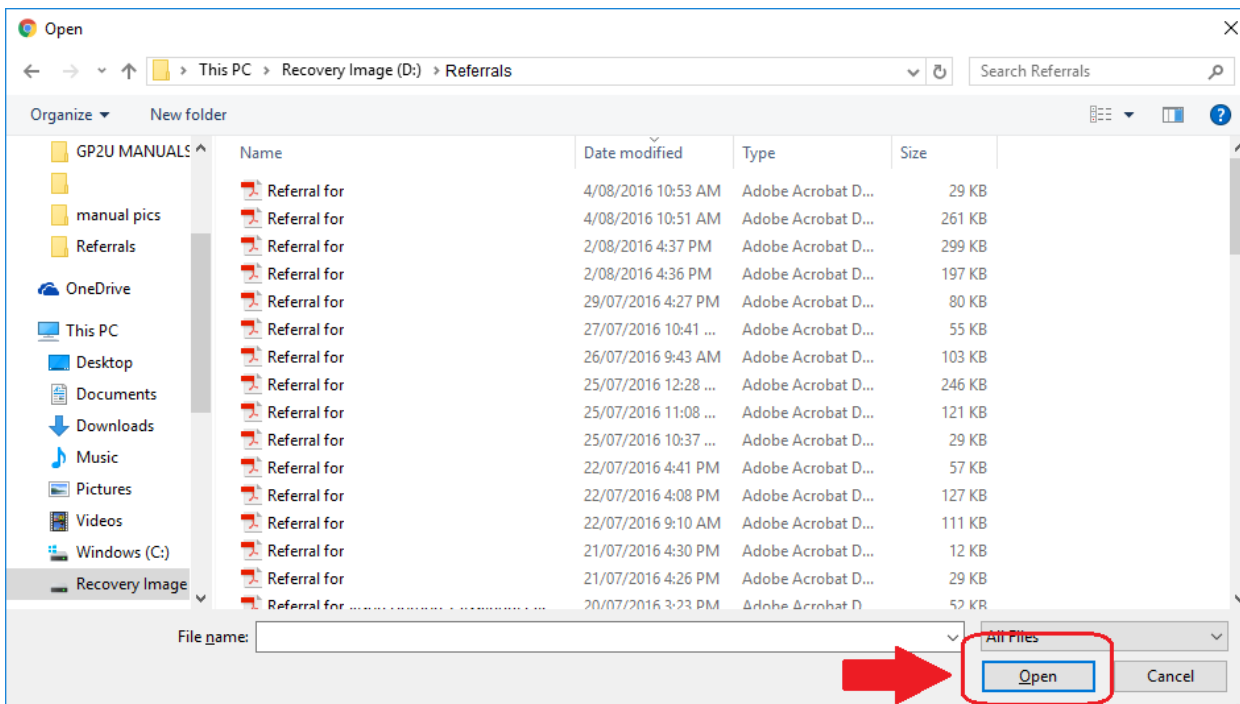 Open
This PC > Recovery Image (D:) > Referrals
Search Referrals
Organize
New folder
GP2U MANUALS
manual pics
Referrals
OneDrive
This PC
Desktop
Documents
Downloads
Music
Pictures
Videos
Windows (C:)
Recovery Image
Name Date modified Type Size
Referral for 4/08/2016 10:53 AM Adobe Acrobat D... 29 KB
Referral for 4/08/2016 10:51 AM Adobe Acrobat D... 261 KB
Referral for 2/08/2016 4:37 PM Adobe Acrobat D... 299 KB
Referral for 2/08/2016 4:36 PM Adobe Acrobat D... 197 KB
Referral for 29/07/2016 4:27 PM Adobe Acrobat D... 80 KB
Referral for 27/07/2016 10:41 ... Adobe Acrobat D... 55 KB
Referral for 26/07/2016 9:43 AM Adobe Acrobat D... 103 KB
Referral for 25/07/2016 12:28 ... Adobe Acrobat D... 246 KB
Referral for 25/07/2016 11:08 ... Adobe Acrobat D... 121 KB
Referral for 25/07/2016 10:37 ... Adobe Acrobat D... 29 KB
Referral for 22/07/2016 4:41 PM Adobe Acrobat D... 57 KB
Referral for 22/07/2016 4:08 PM Adobe Acrobat D... 127 KB
Referral for 22/07/2016 9:10 AM Adobe Acrobat D... 111 KB
Referral for 21/07/2016 4:30 PM Adobe Acrobat D... 12 KB
Referral for 21/07/2016 4:26 PM Adobe Acrobat D... 29 KB
Referral for 20/07/2016 3:23 PM Adobe Acrobat D 52 KB
File name:
All Files
Open
Cancel